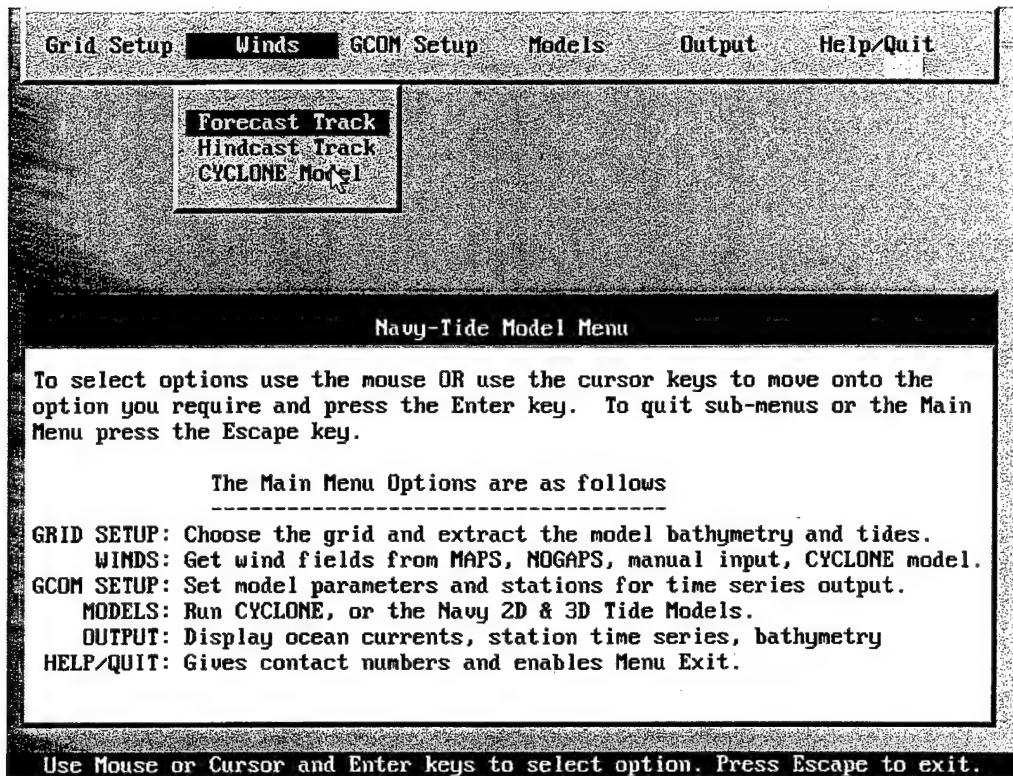 Grid Setup Winds GCOM Setup Models Output Help/Quit
Forecast Track
Hindcast Track
CYCLONE Model
Navy-Tide Model Menu
To select options use the mouse OR use the cursor keys to move onto the
option you require and press the Enter key. To quit sub-menus or the Main
Menu press the Escape key.
The Main Menu Options are as follows
------------------------------------
GRID SETUP: Choose the grid and extract the model bathymetry and tides.
WINDS: Get wind fields from MAPS, NOGAPS, manual input, CYCLONE model.
GCOM SETUP: Set model parameters and stations for time series output.
MODELS: Run CYCLONE, or the Navy 2D & 3D Tide Models.
OUTPUT: Display ocean currents, station time series, bathymetry
HELP/QUIT: Gives contact numbers and enables Menu Exit.
Use Mouse or Cursor and Enter keys to select option. Press Escape to exit.